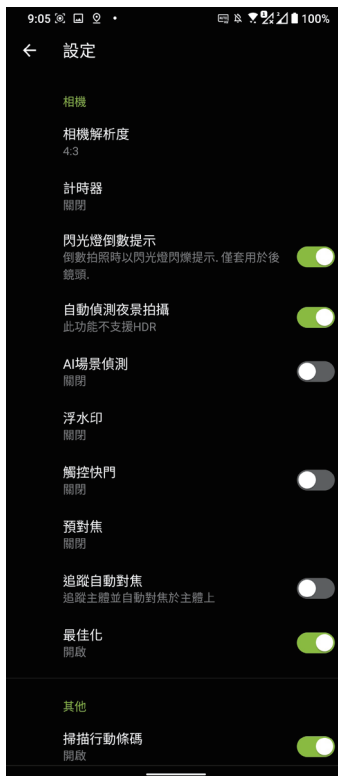 9:05 100%
設定
相機
相機解析度
4:3
計時器
關閉
閃光燈倒數提示
倒數拍照時以閃光燈閃爍提示. 僅套用於後
鏡頭.
自動偵測夜景拍攝
此功能不支援HDR
AI場景偵測
關閉
浮水印
關閉
觸控快門
關閉
預對焦
關閉
追蹤自動對焦
追蹤主體並自動對焦於主體上
最佳化
開啟
其他
掃描行動條碼
開啟